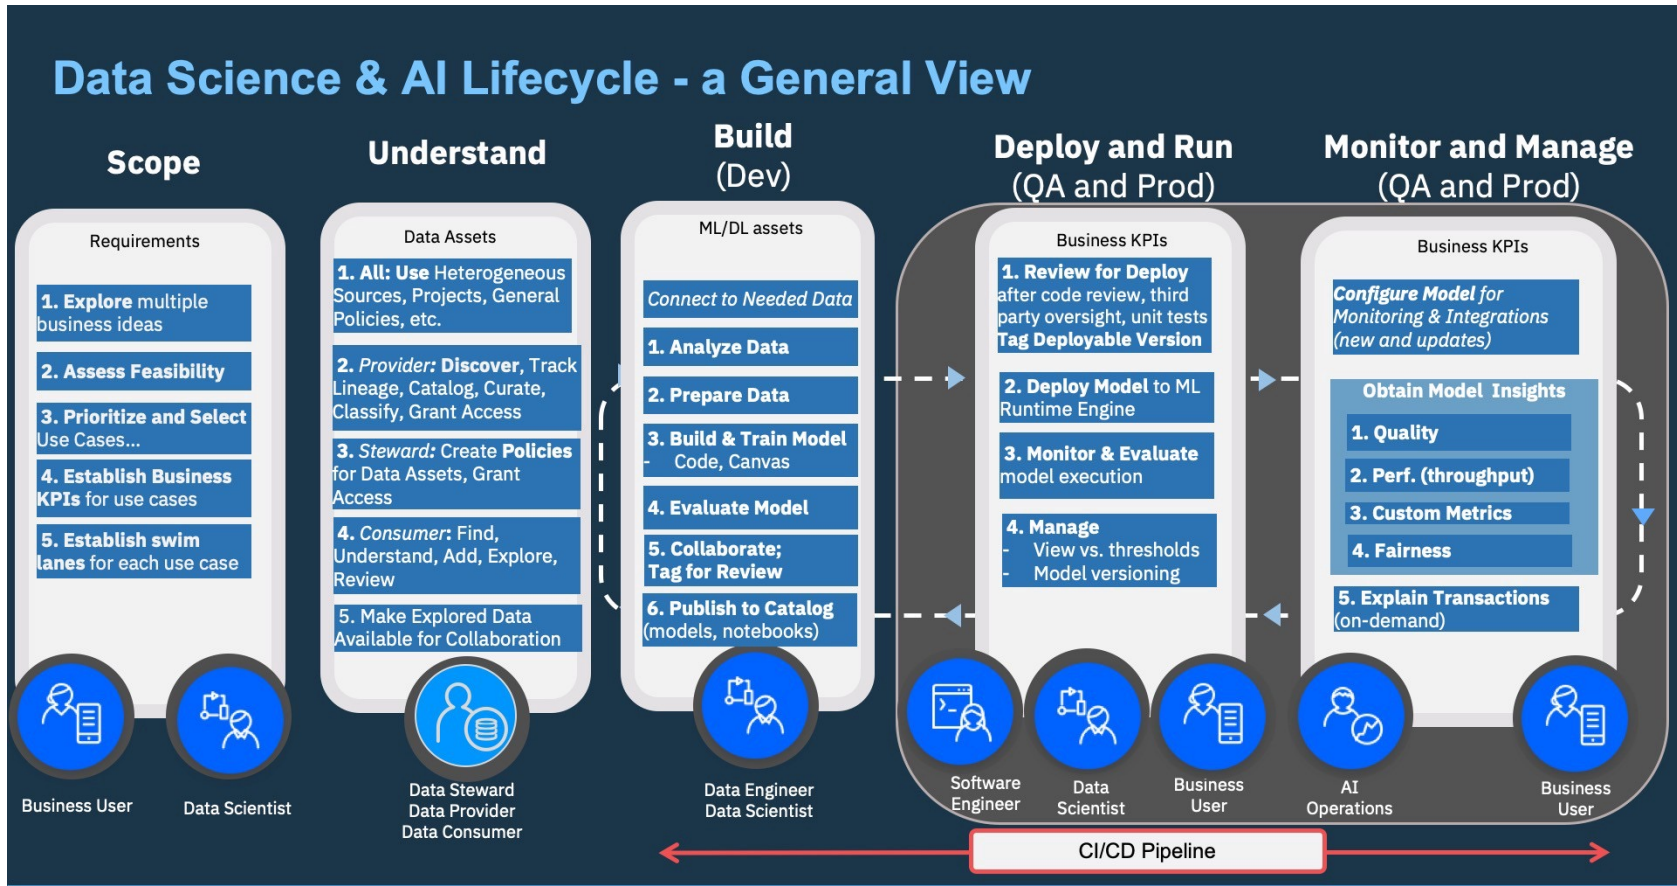 Data Science & AI Lifecycle - a General View
Scope
Requirements
1. Explore multiple
business ideas
2. Assess Feasibility
3. Prioritize and Select
Use Cases...
4. Establish Business
KPIs for use cases
5. Establish swim
lanes for each use case
Business User
Data Scientist
Understand
Data Assets
1. All: Use Heterogeneous
Sources, Projects, General
Policies, etc.
2. Provider: Discover, Track
Lineage, Catalog, Curate,
Classify, Grant Access
3. Steward: Create Policies
for Data Assets, Grant
Access
4. Consumer: Find,
Understand, Add, Explore,
Review
5. Make Explored Data
Available for Collaboration
Data Steward
Data Provider
Data Consumer
Build
(Dev)
ML/DL assets
Connect to Needed Data
1. Analyze Data
2. Prepare Data
3. Build & Train Model
- Code, Canvas
4. Evaluate Model
5. Collaborate;
Tag for Review
6. Publish to Catalog
(models, notebooks)
Data Engineer
Data Scientist
Deploy and Run
(QA and Prod)
Business KPIs
1. Review for Deploy
after code review, third
party oversight, unit tests
Tag Deployable Version
2. Deploy Model to ML
Runtime Engine
3. Monitor & Evaluate
model execution
4. Manage
- View vs. thresholds
- Model versioning
Software
Engineer
Data
Scientist
Business
User
Monitor and Manage
(QA and Prod)
Business KPIs
Configure Model for
Monitoring & Integrations
(new and updates)
Obtain Model Insights
1. Quality
2. Perf. (throughput)
3. Custom Metrics
4. Fairness
5. Explain Transactions
(on-demand)
AI
Operations
Business
User
CI/CD Pipeline